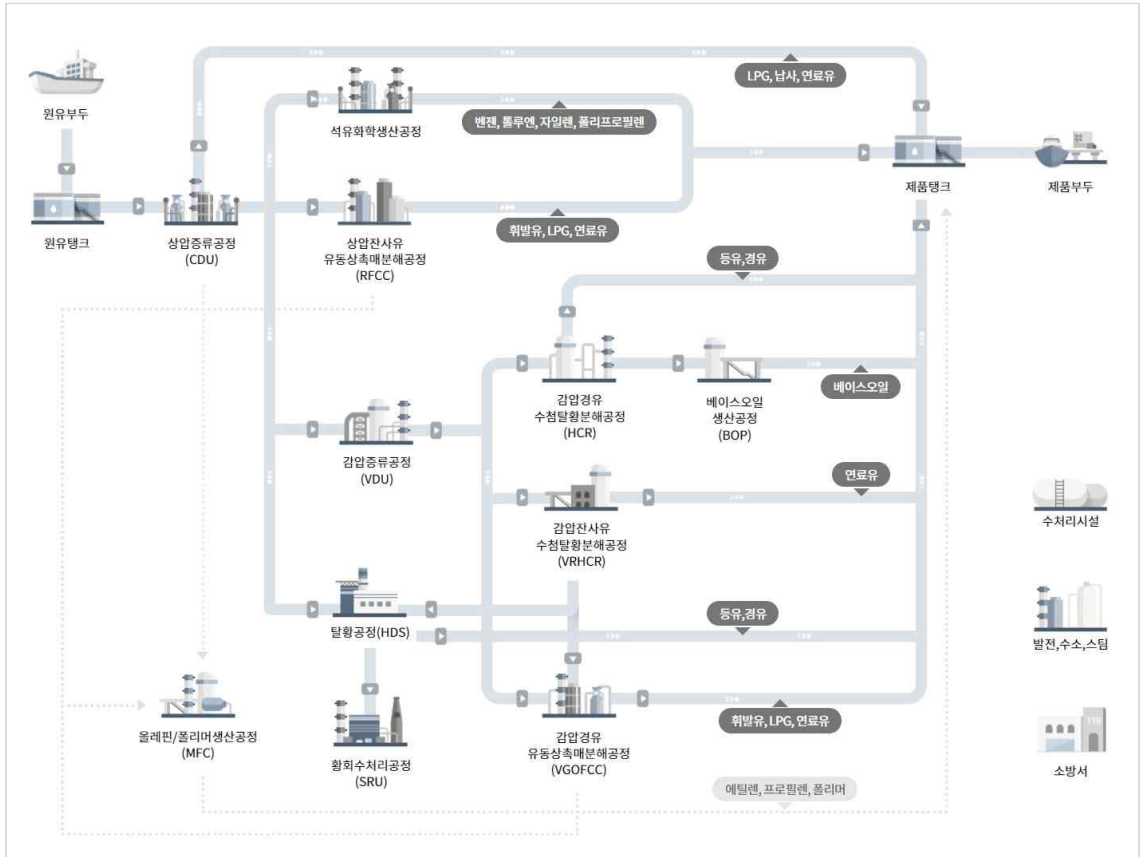 LPG, 납사, 연료유
원유부두
석유화학생산공정
벤젠, 톨루엔, 자일렌, 폴리프로필렌
제품탱크
제품부두
원유탱크
상압증류공정
(CDU)
상압잔사유
유동상촉매분해공정
(RFCC)
휘발유, LPG, 연료유
등유,경유
감압경유
수첨탈황분해공정
(HCR)
베이스오일
생산공정
(BOP)
베이스오일
감압증류공정
(VDU)
연료유
감압잔사유
수첨탈황분해공정
(VRHCR)
수처리시설
탈황공정(HDS)
등유,경유
발전,수소,스팀
올레핀/폴리머생산공정
(MFC)
황회수처리공정
(SRU)
감압경유
유동상촉매분해공정
(VGOFCC)
휘발유, LPG, 연료유
119
소방서
에틸렌, 프로필렌, 폴리머